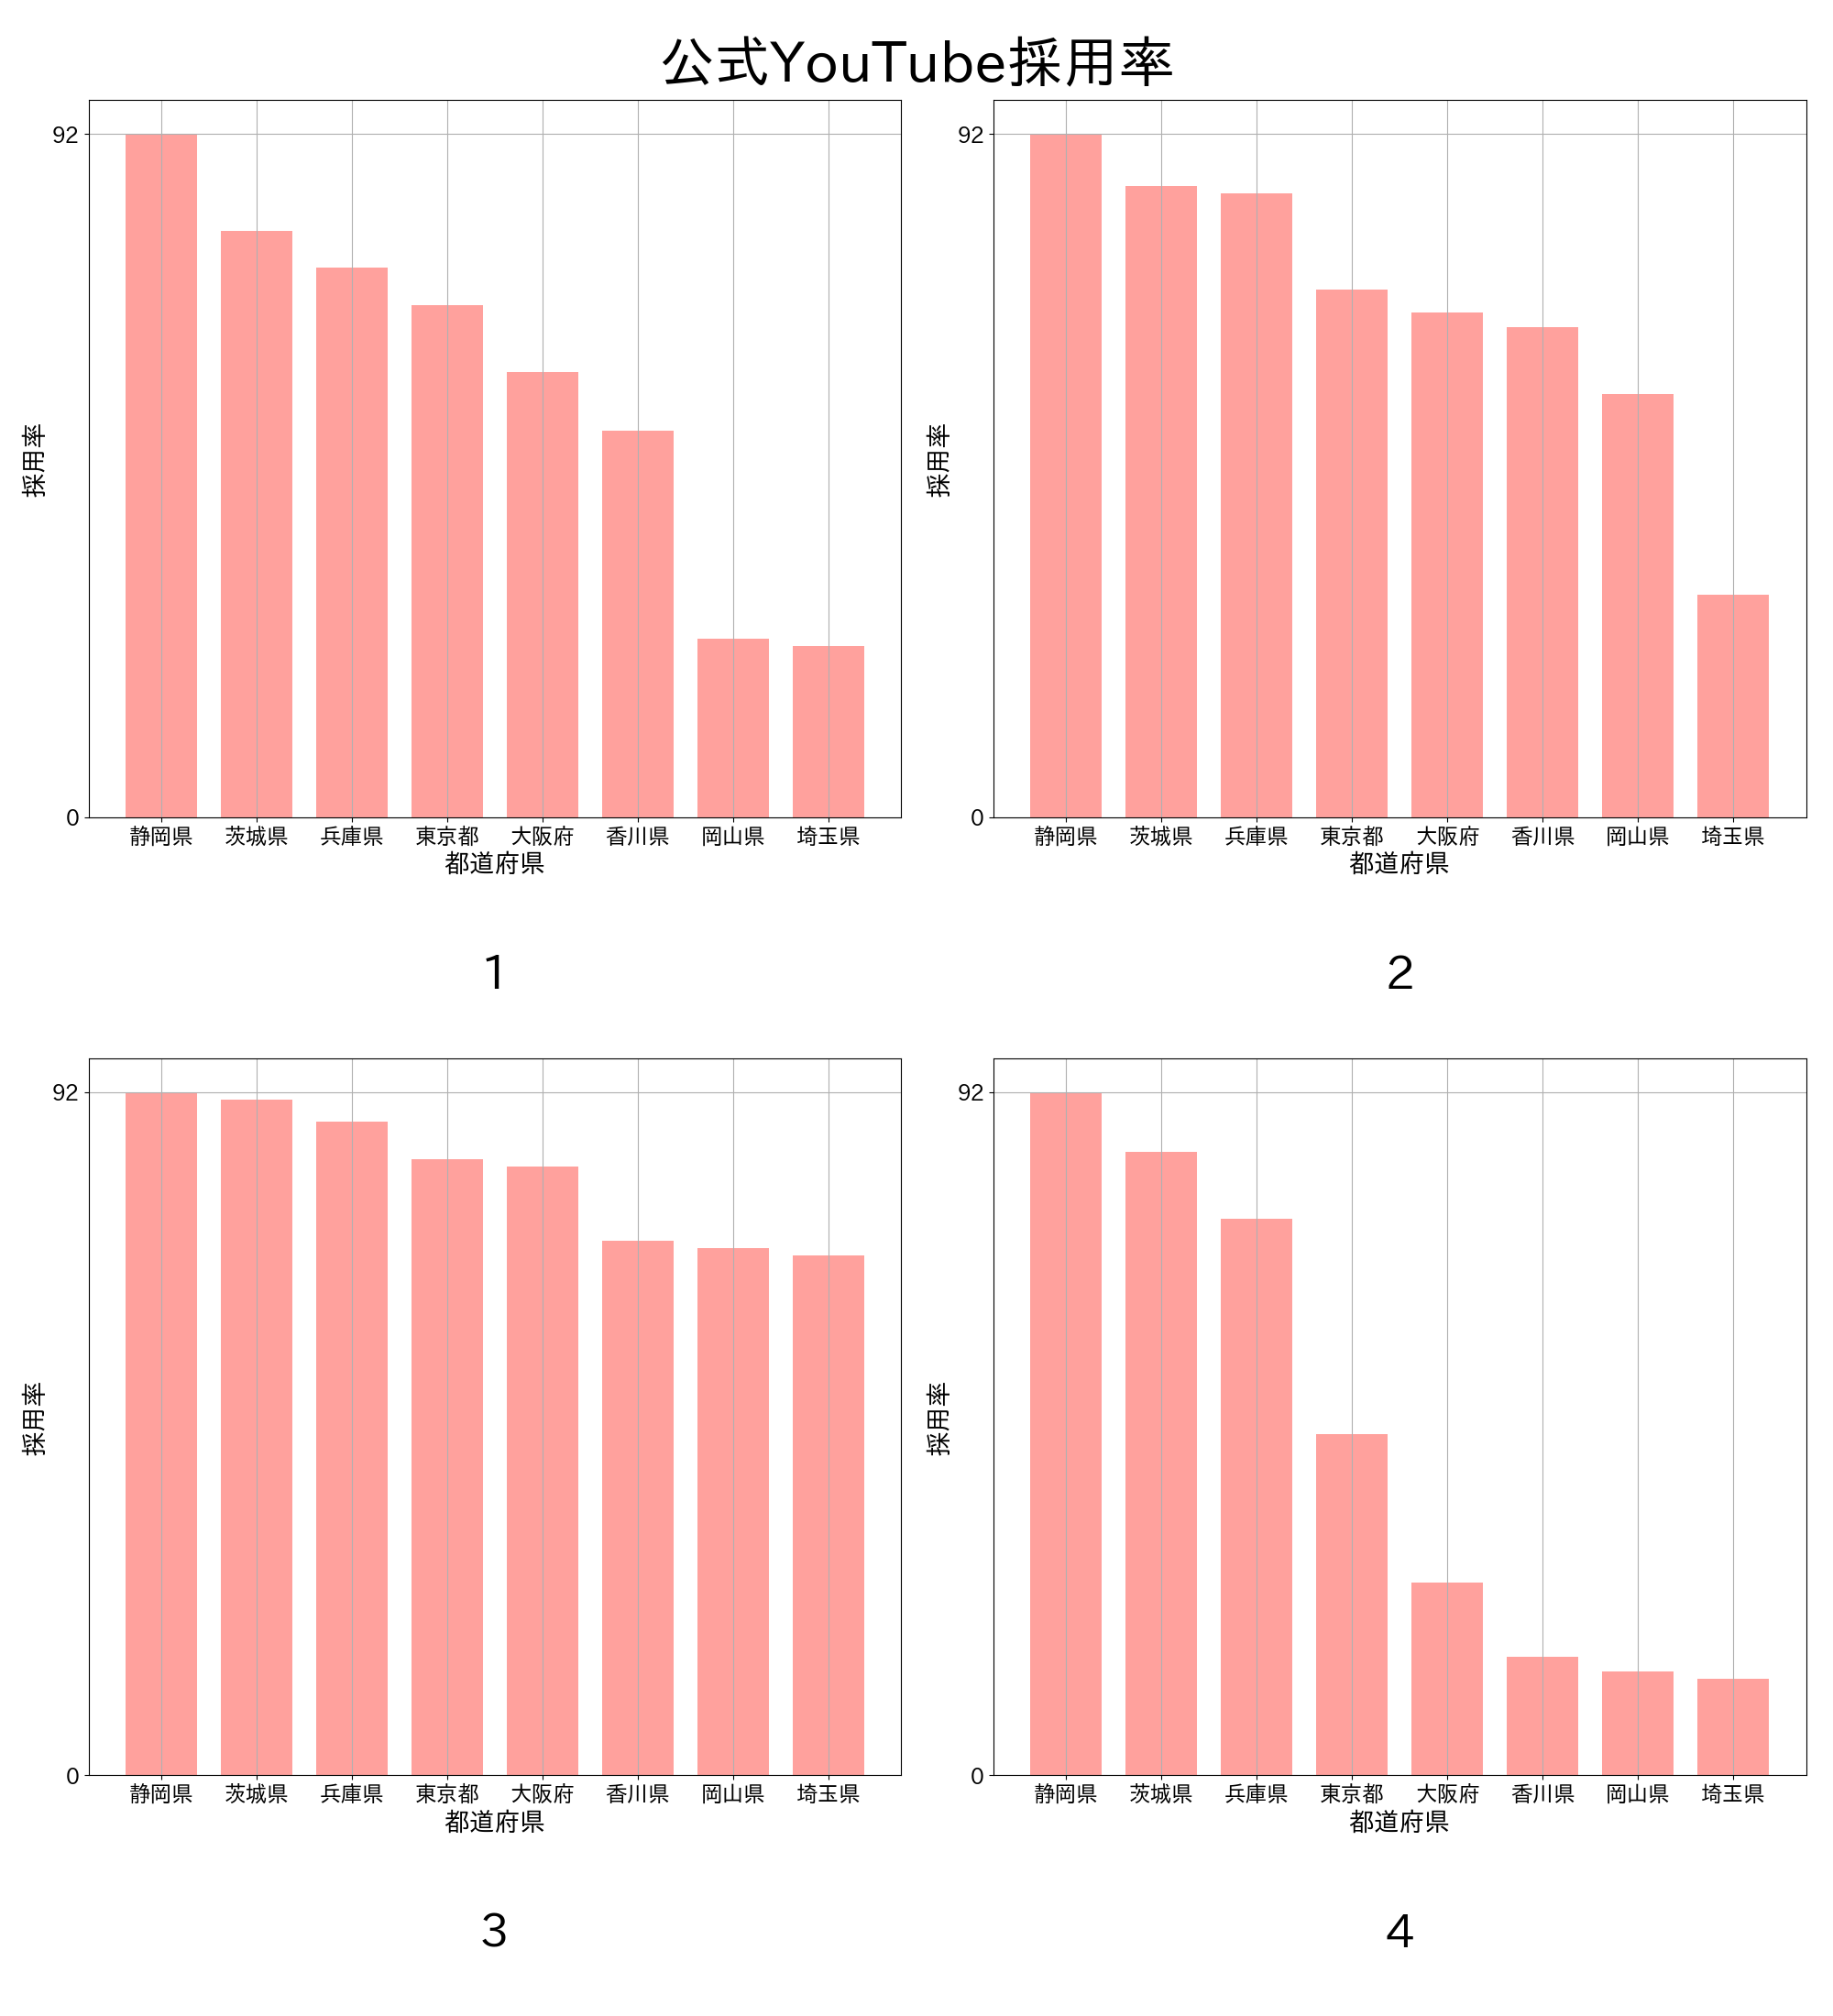 公式YouTube採用率
92
0
採用率
静岡県 茨城県 兵庫県 東京都 大阪府 香川県 岡山県 埼玉県
都道府県
1
92
0
採用率
静岡県 茨城県 兵庫県 東京都 大阪府 香川県 岡山県 埼玉県
都道府県
2
92
0
採用率
静岡県 茨城県 兵庫県 東京都 大阪府 香川県 岡山県 埼玉県
都道府県
3
92
0
採用率
静岡県 茨城県 兵庫県 東京都 大阪府 香川県 岡山県 埼玉県
都道府県
4